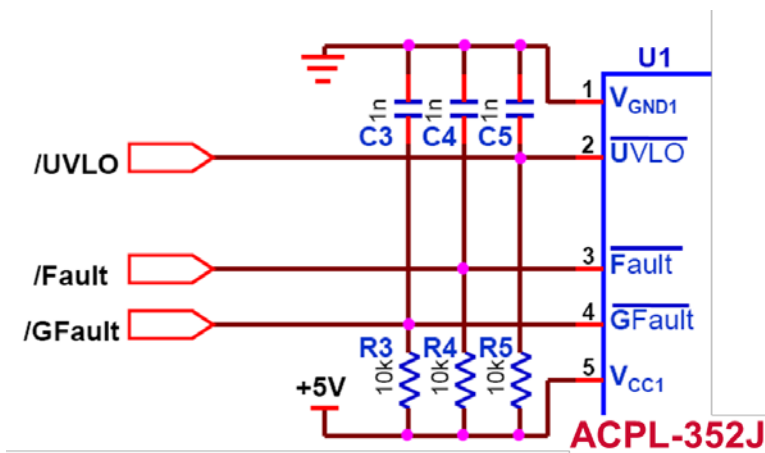 U1
1 VGND1
1n 1n 1n
C3 C4 C5
/UVLO
2 UVLO
/Fault
3 Fault
/GFault
4 GFault
R3 R4 R5
10k 10k 10k
+5V
5 VCC1
ACPL-352J